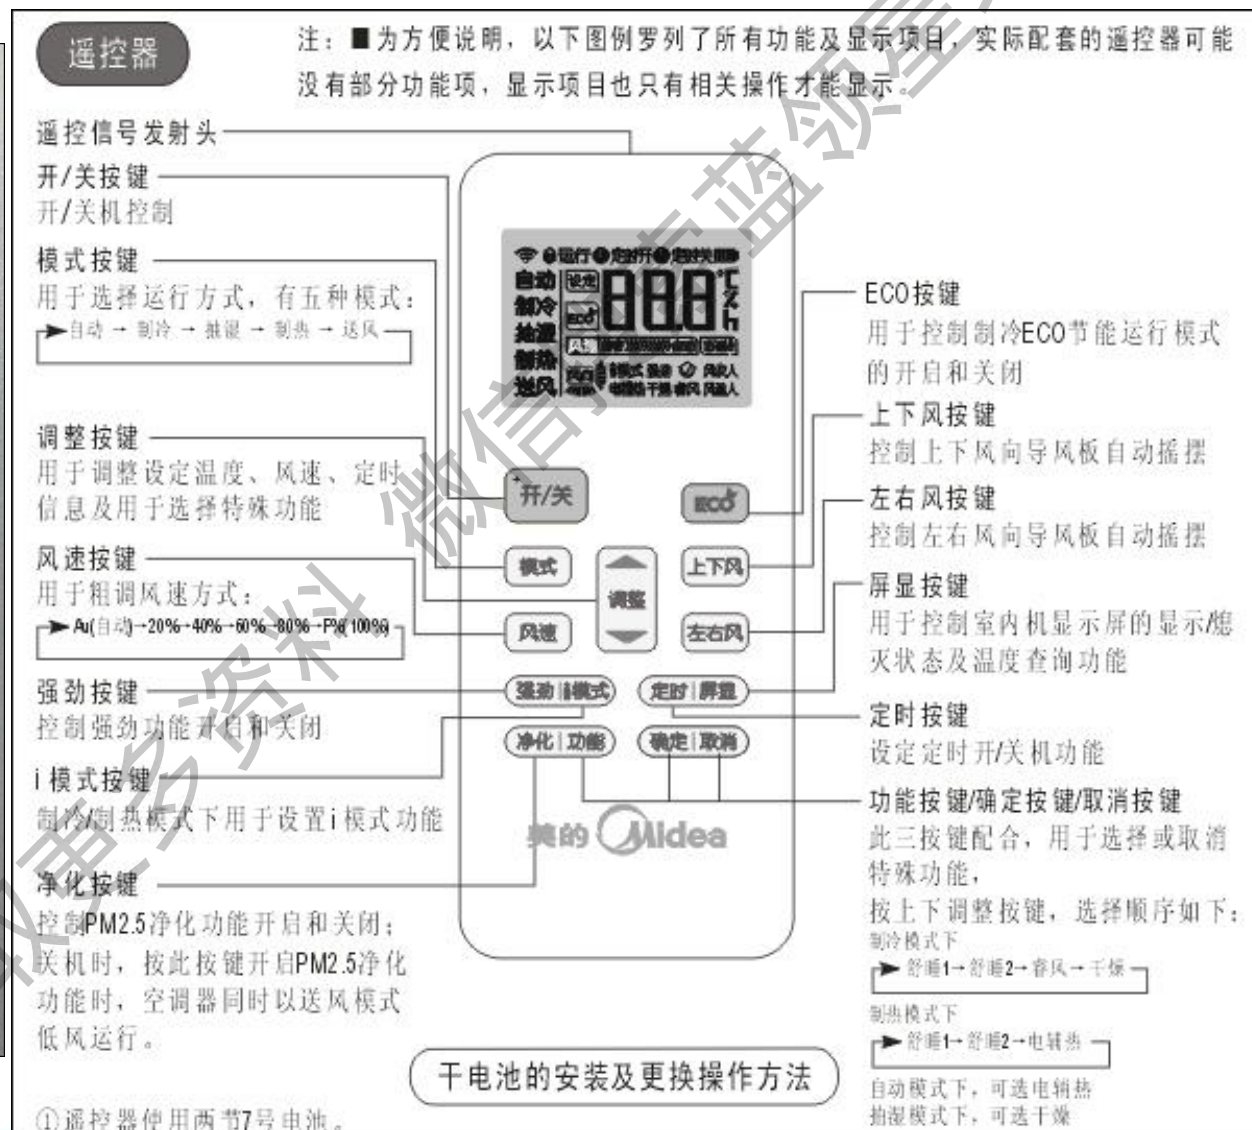 遥控器
注：■为方便说明，以下图例罗列了所有功能及显示项目，实际配套的遥控器可能
没有部分功能项，显示项目也只有相关操作才能显示。
遥控信号发射头
开/关按键
开/关机控制
模式按键
用于选择运行方式，有五种模式：
自动→制冷→抽湿→制热→送风
调整按键
用于调整设定温度、风速、定时
信息及用于选择特殊功能
风速按键
用于粗调风速方式：
Au(自动)→20%→40%→60%→80%→F%(100%)
强劲按键
控制强劲功能开启和关闭
i模式按键
制冷/制热模式下用于设置i模式功能
净化按键
控制PM2.5净化功能开启和关闭；
关机时，按此按键开启PM2.5净化
功能时，空调器同时以送风模式
低风运行。
运行 定时开 定时关
自动 设定 88.8 ℃ % h
制冷 ECO
抽湿
制热
送风
开/关 ECO
模式 调整 上下风
风速 左右风
强劲|i模式 定时|屏显
净化|功能 确定|取消
美的 Midea
ECO按键
用于控制制冷ECO节能运行模式
的开启和关闭
上下风按键
控制上下风向导风板自动摇摆
左右风按键
控制左右风向导风板自动摇摆
屏显按键
用于控制室内机显示屏的显示/熄
灭状态及温度查询功能
定时按键
设定定时开/关机功能
功能按键/确定按键/取消按键
此三按键配合，用于选择或取消
特殊功能，
按上下调整按键，选择顺序如下：
制冷模式下
舒睡1→舒睡2→睿风→干燥
制热模式下
舒睡1→舒睡2→电辅热
自动模式下，可选电辅热
抽湿模式下，可选干燥
干电池的安装及更换操作方法
①遥控器使用两节7号电池。